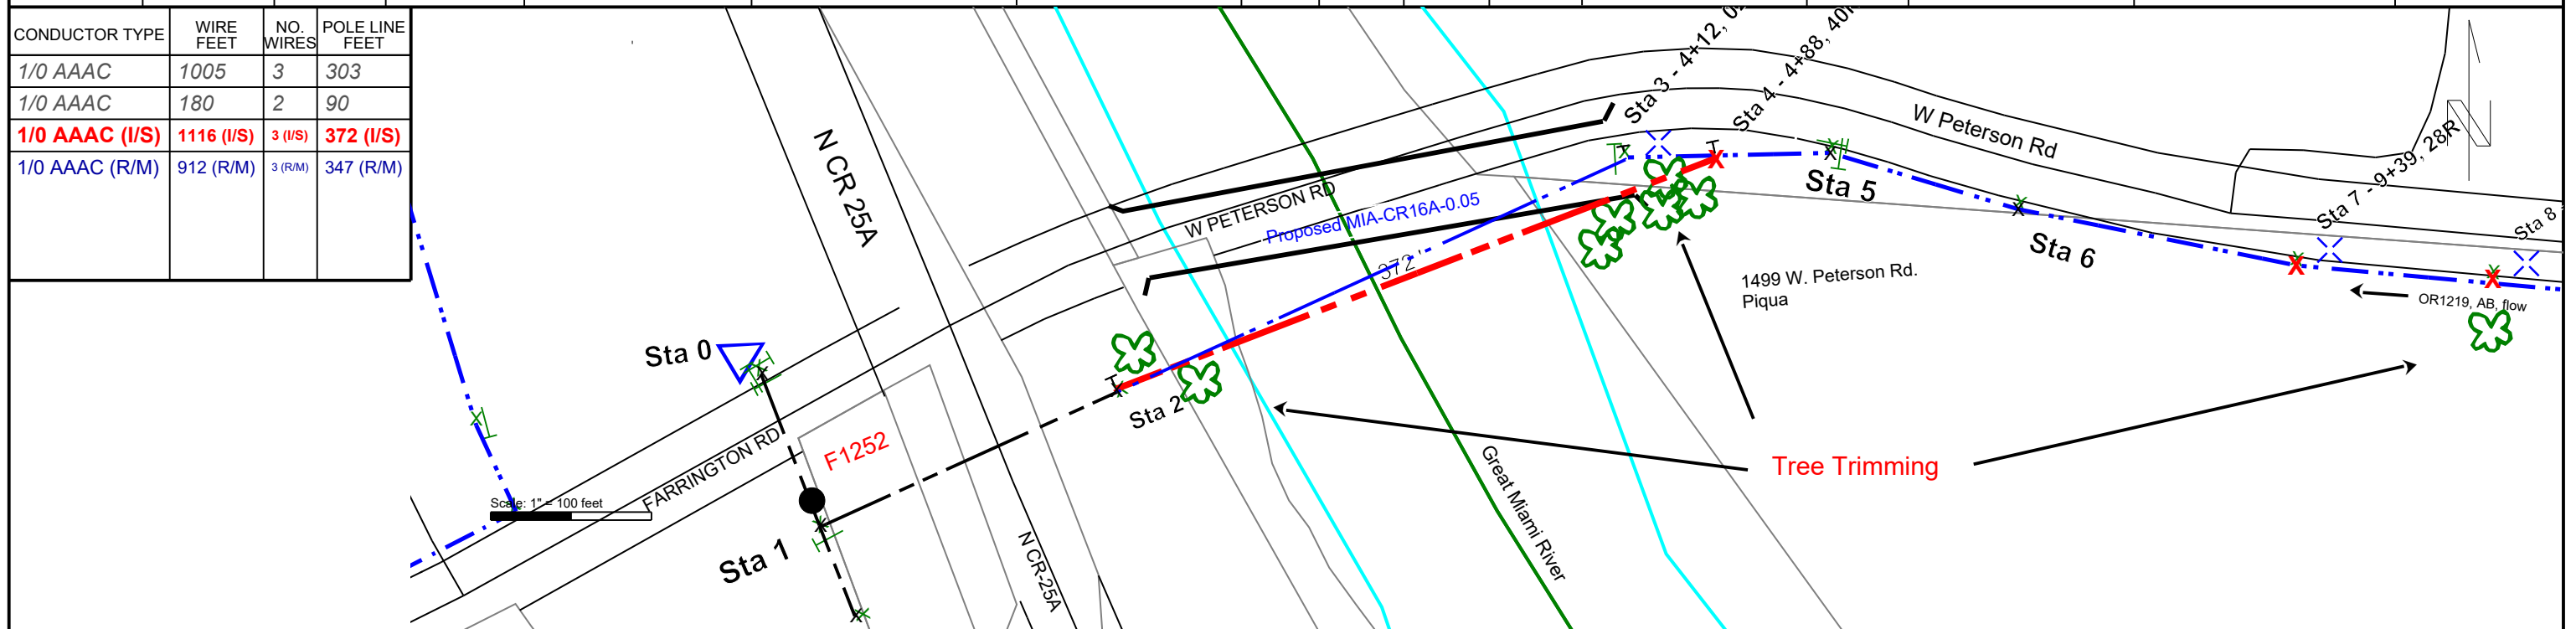 CONDUCTOR TYPE
WIRE FEET
NO. WIRES
POLE LINE FEET
1/0 AAAC 1005 3 303
1/0 AAAC 180 2 90
1/0 AAAC (I/S) 1116 (I/S) 3 (I/S) 372 (I/S)
1/0 AAAC (R/M) 912 (R/M) 3 (R/M) 347 (R/M)
N CR 25A
W PETERSON RD
Proposed MIA-CR16A-0.05
372 '
Sta 3 - 4+12,
Sta 4 - 4+88,
W Peterson Rd
Sta 5
Sta 6
Sta 7 - 9+39, 28R
Sta 8
N
OR1219, AB, flow
1499 W. Peterson Rd.
Piqua
Sta 0
Sta 2
F1252
FARRINGTON RD
Scale: 1" = 100 feet
Sta 1
N CR-25A
Great Miami River
Tree Trimming